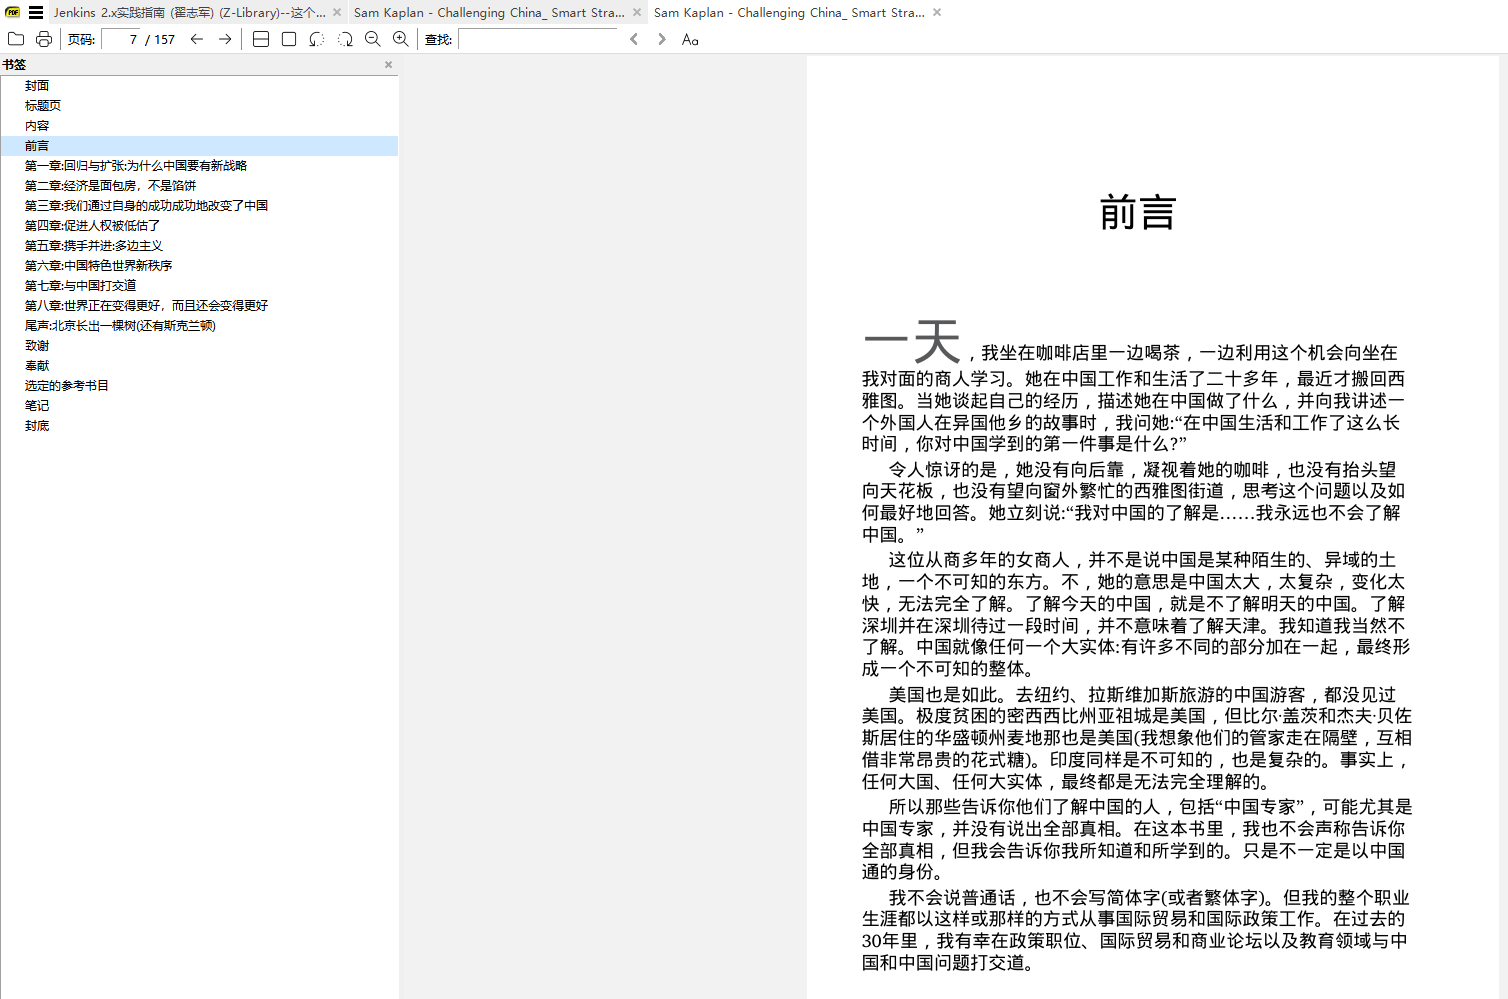 Jenkins 2.x实践指南 (翟志军) (Z-Library)--这个...
Sam Kaplan - Challenging China_ Smart Stra...
Sam Kaplan - Challenging China_ Smart Stra...
页码: 7 / 157
查找:
Aa
书签
封面
标题页
内容
前言
第一章:回归与扩张:为什么中国要有新战略
第二章:经济是面包房，不是馅饼
第三章:我们通过自身的成功成功地改变了中国
第四章:促进人权被低估了
第五章:携手并进:多边主义
第六章:中国特色世界新秩序
第七章:与中国打交道
第八章:世界正在变得更好，而且还会变得更好
尾声:北京长出一棵树(还有斯克兰顿)
致谢
奉献
选定的参考书目
笔记
封底
前言
一天，我坐在咖啡店里一边喝茶，一边利用这个机会向坐在
我对面的商人学习。她在中国工作和生活了二十多年，最近才搬回西
雅图。当她谈起自己的经历，描述她在中国做了什么，并向我讲述一
个外国人在异国他乡的故事时，我问她:“在中国生活和工作了这么长
时间，你对中国学到的第一件事是什么?”
令人惊讶的是，她没有向后靠，凝视着她的咖啡，也没有抬头望
向天花板，也没有望向窗外繁忙的西雅图街道，思考这个问题以及如
何最好地回答。她立刻说:“我对中国的了解是……我永远也不会了解
中国。”
这位从商多年的女商人，并不是说中国是某种陌生的、异域的土
地，一个不可知的东方。不，她的意思是中国太大，太复杂，变化太
快，无法完全了解。了解今天的中国，就是不了解明天的中国。了解
深圳并在深圳待过一段时间，并不意味着了解天津。我知道我当然不
了解。中国就像任何一个大实体:有许多不同的部分加在一起，最终形
成一个不可知的整体。
美国也是如此。去纽约、拉斯维加斯旅游的中国游客，都没见过
美国。极度贫困的密西西比州亚祖城是美国，但比尔·盖茨和杰夫·贝佐
斯居住的华盛顿州麦地那也是美国(我想象他们的管家走在隔壁，互相
借非常昂贵的花式糖)。印度同样是不可知的，也是复杂的。事实上，
任何大国、任何大实体，最终都是无法完全理解的。
所以那些告诉你他们了解中国的人，包括“中国专家”，可能尤其是
中国专家，并没有说出全部真相。在这本书里，我也不会声称告诉你
全部真相，但我会告诉你我所知道和所学到的。只是不一定是以中国
通的身份。
我不会说普通话，也不会写简体字(或者繁体字)。但我的整个职业
生涯都以这样或那样的方式从事国际贸易和国际政策工作。在过去的
30年里，我有幸在政策职位、国际贸易和商业论坛以及教育领域与中
国和中国问题打交道。